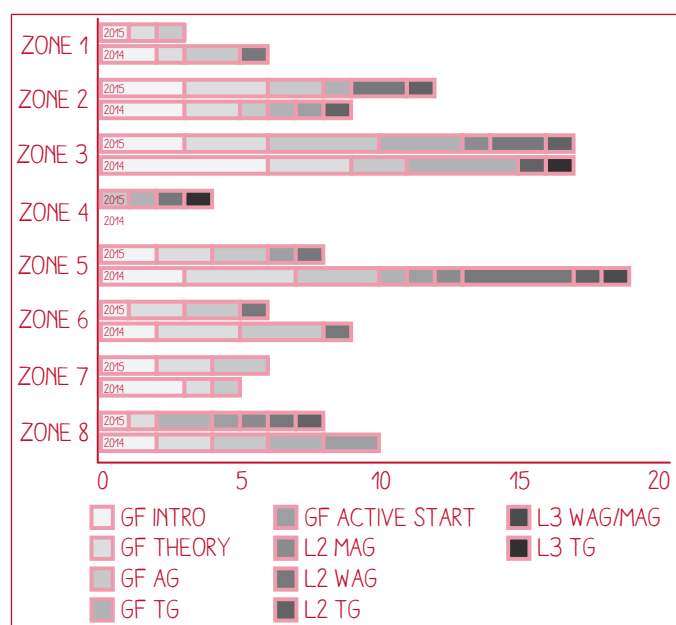 ZONE 1
2015
2014
ZONE 2
2015
2014
ZONE 3
2015
2014
ZONE 4
2015
2014
ZONE 5
2015
2014
ZONE 6
2015
2014
ZONE 7
2015
2014
ZONE 8
2015
2014
0 5 10 15 20
GF INTRO GF ACTIVE START L3 WAG/MAG
GF THEORY L2 MAG L3 TG
GF AG L2 WAG
GF TG L2 TG